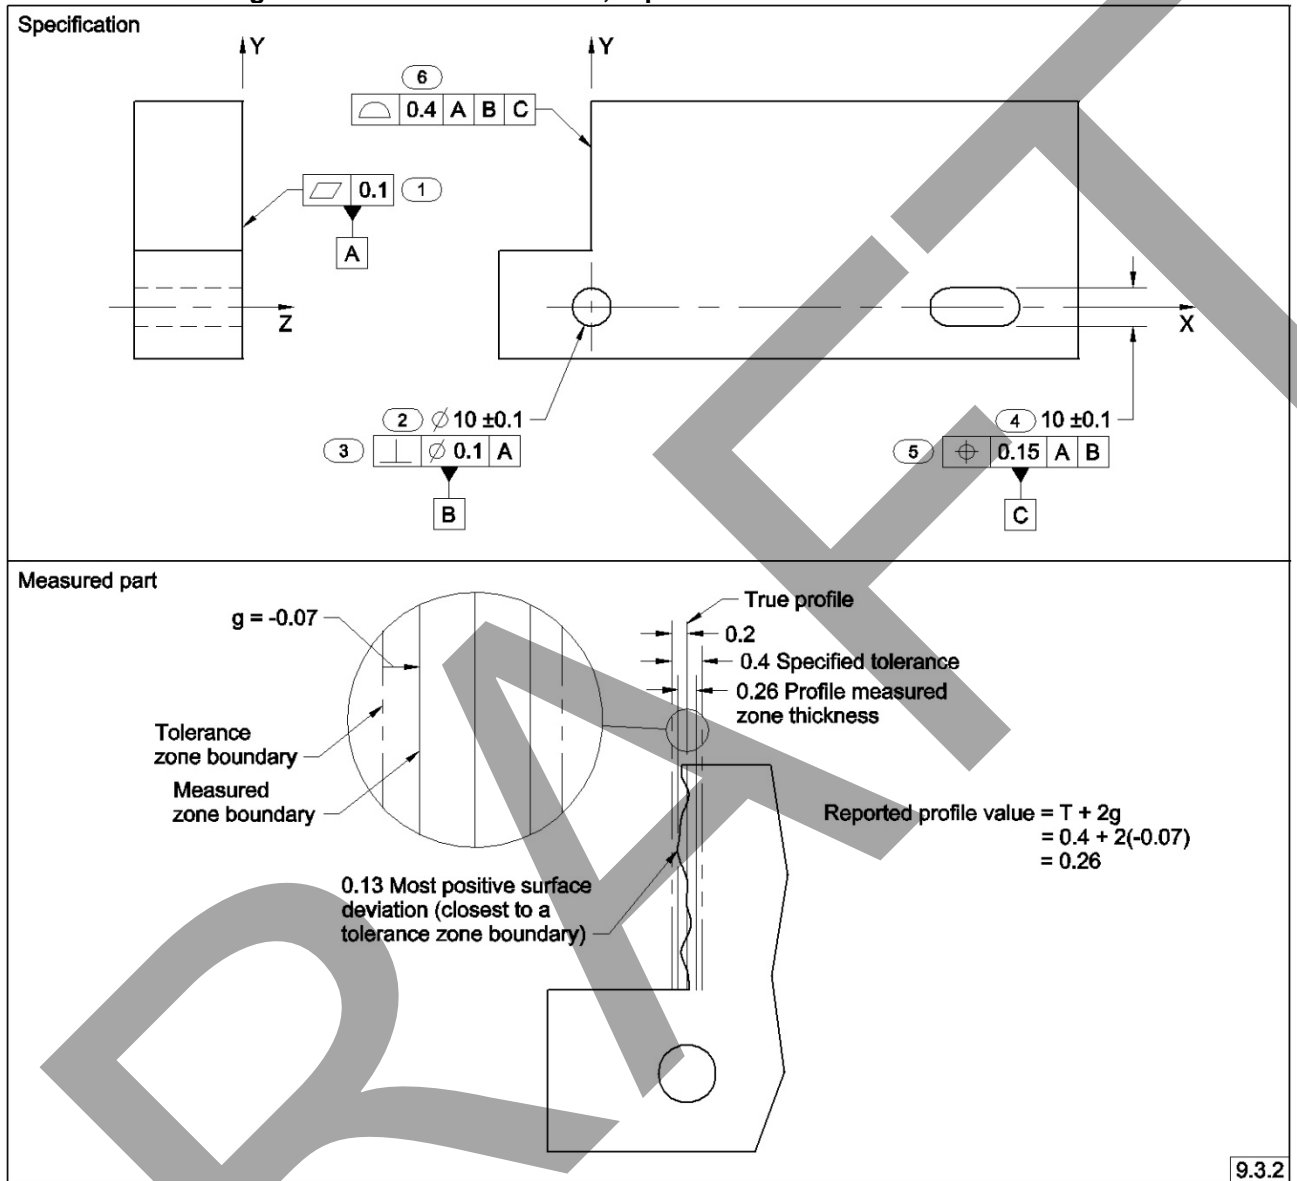 Specification
Y
Y
6
0.4 A B C
0.1 1
A
Z
X
2 ⌀ 10 ±0.1
3 ⟂ ⌀ 0.1 A
B
4 10 ±0.1
5 ⌖ 0.15 A B
C
Measured part
g = -0.07
True profile
0.2
0.4 Specified tolerance
0.26 Profile measured
zone thickness
Tolerance
zone boundary
Measured
zone boundary
Reported profile value = T + 2g
= 0.4 + 2(-0.07)
= 0.26
0.13 Most positive surface
deviation (closest to a
tolerance zone boundary)
9.3.2